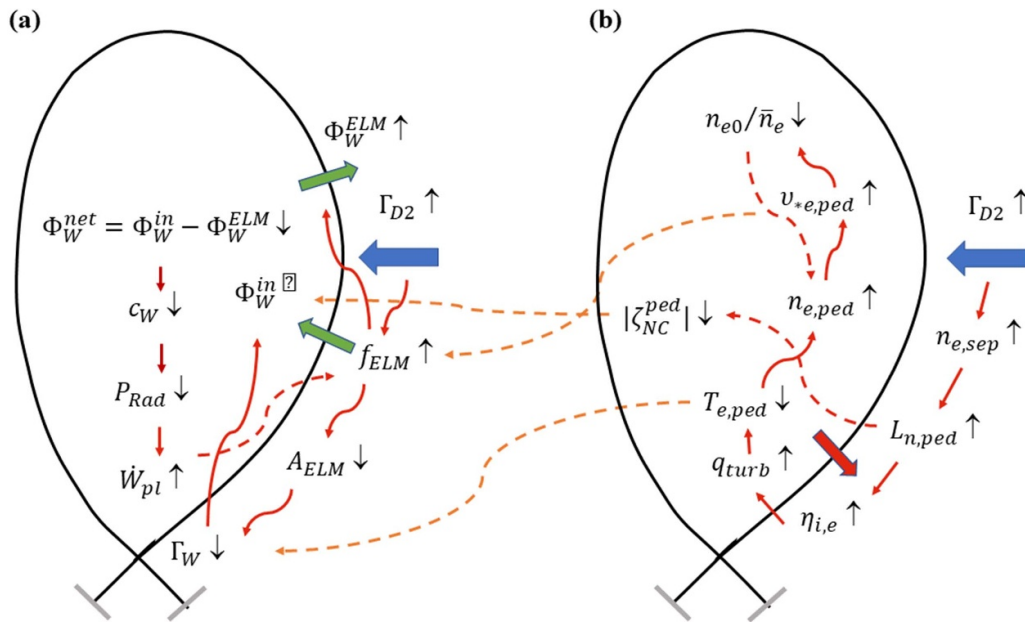 (a)
Φ_W^ELM ↑
Γ_D2 ↑
Φ_W^net = Φ_W^in − Φ_W^ELM ↓
Φ_W^in ⍰
c_W ↓
f_ELM ↑
P_Rad ↓
A_ELM ↓
Ẇ_pl ↑
Γ_W ↓
(b)
n_e0/n̄_e ↓
υ_*e,ped ↑
Γ_D2 ↑
n_e,ped ↑
|ζ_NC^ped| ↓
n_e,sep ↑
T_e,ped ↓
L_n,ped ↑
q_turb ↑
η_i,e ↑